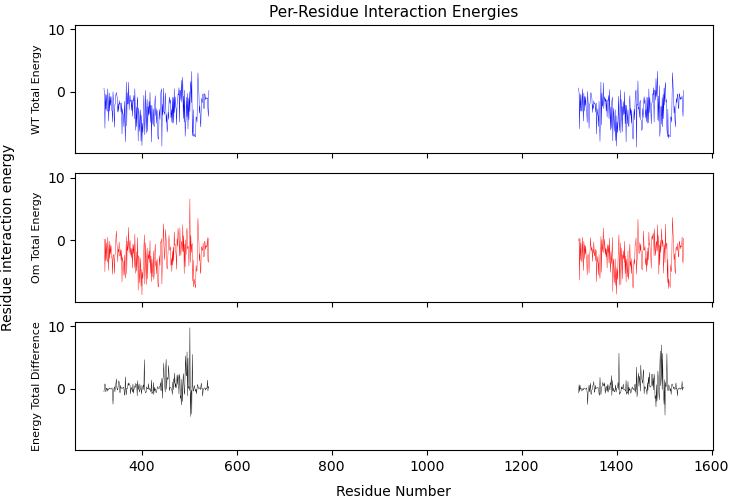 Per-Residue Interaction Energies
10
0
WT Total Energy
10
0
Om Total Energy
Residue interaction energy
10
0
Energy Total Difference
400 600 800 1000 1200 1400 1600
Residue Number